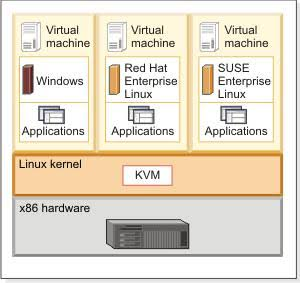 Virtual
machine
Virtual
machine
Virtual
machine
Windows
Red Hat
Enterprise
Linux
SUSE
Enterprise
Linux
Applications
Applications
Applications
Linux kernel
KVM
x86 hardware